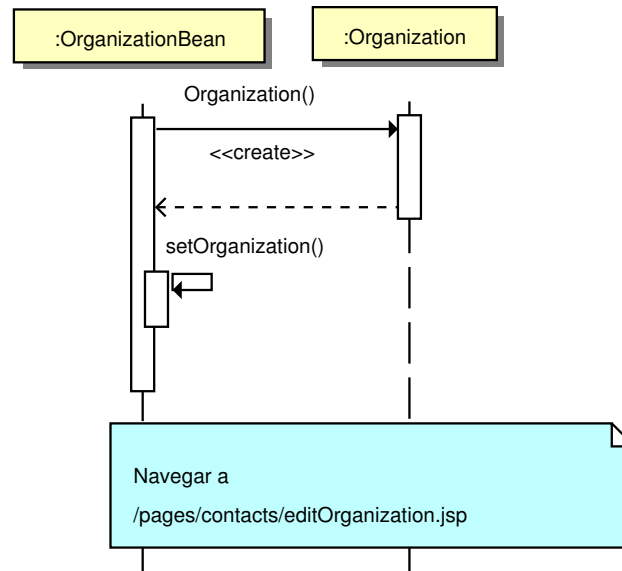 :OrganizationBean
:Organization
Organization()
<<create>>
setOrganization()
Navegar a
/pages/contacts/editOrganization.jsp